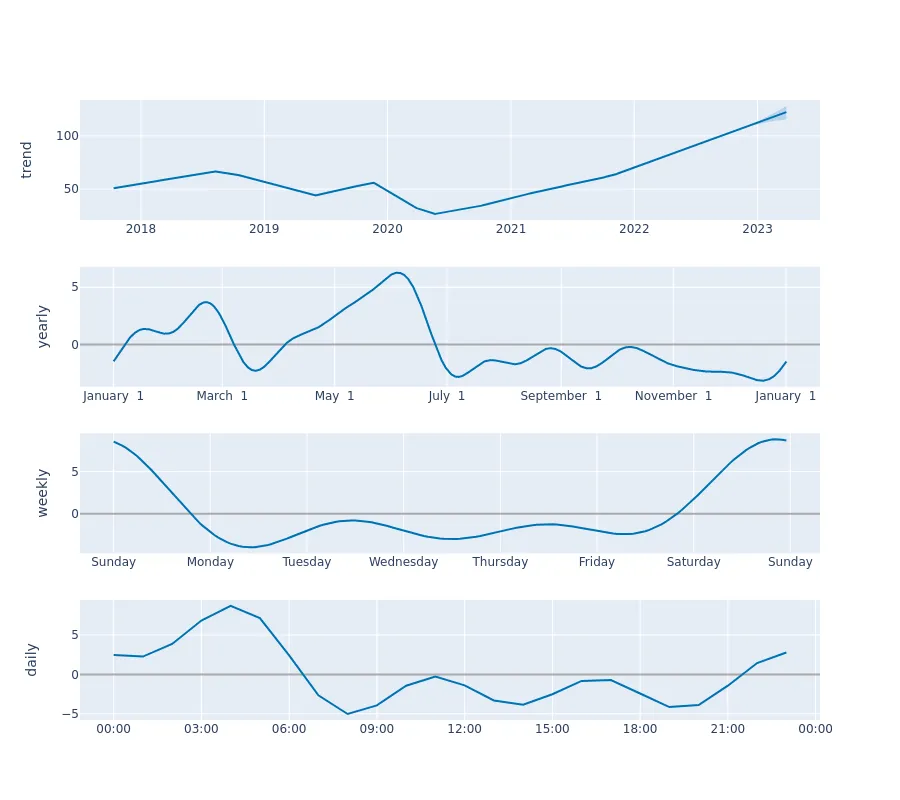 trend
100
50
2018 2019 2020 2021 2022 2023
yearly
5
0
January 1 March 1 May 1 July 1 September 1 November 1 January 1
weekly
5
0
Sunday Monday Tuesday Wednesday Thursday Friday Saturday Sunday
daily
5
0
−5
00:00 03:00 06:00 09:00 12:00 15:00 18:00 21:00 00:00